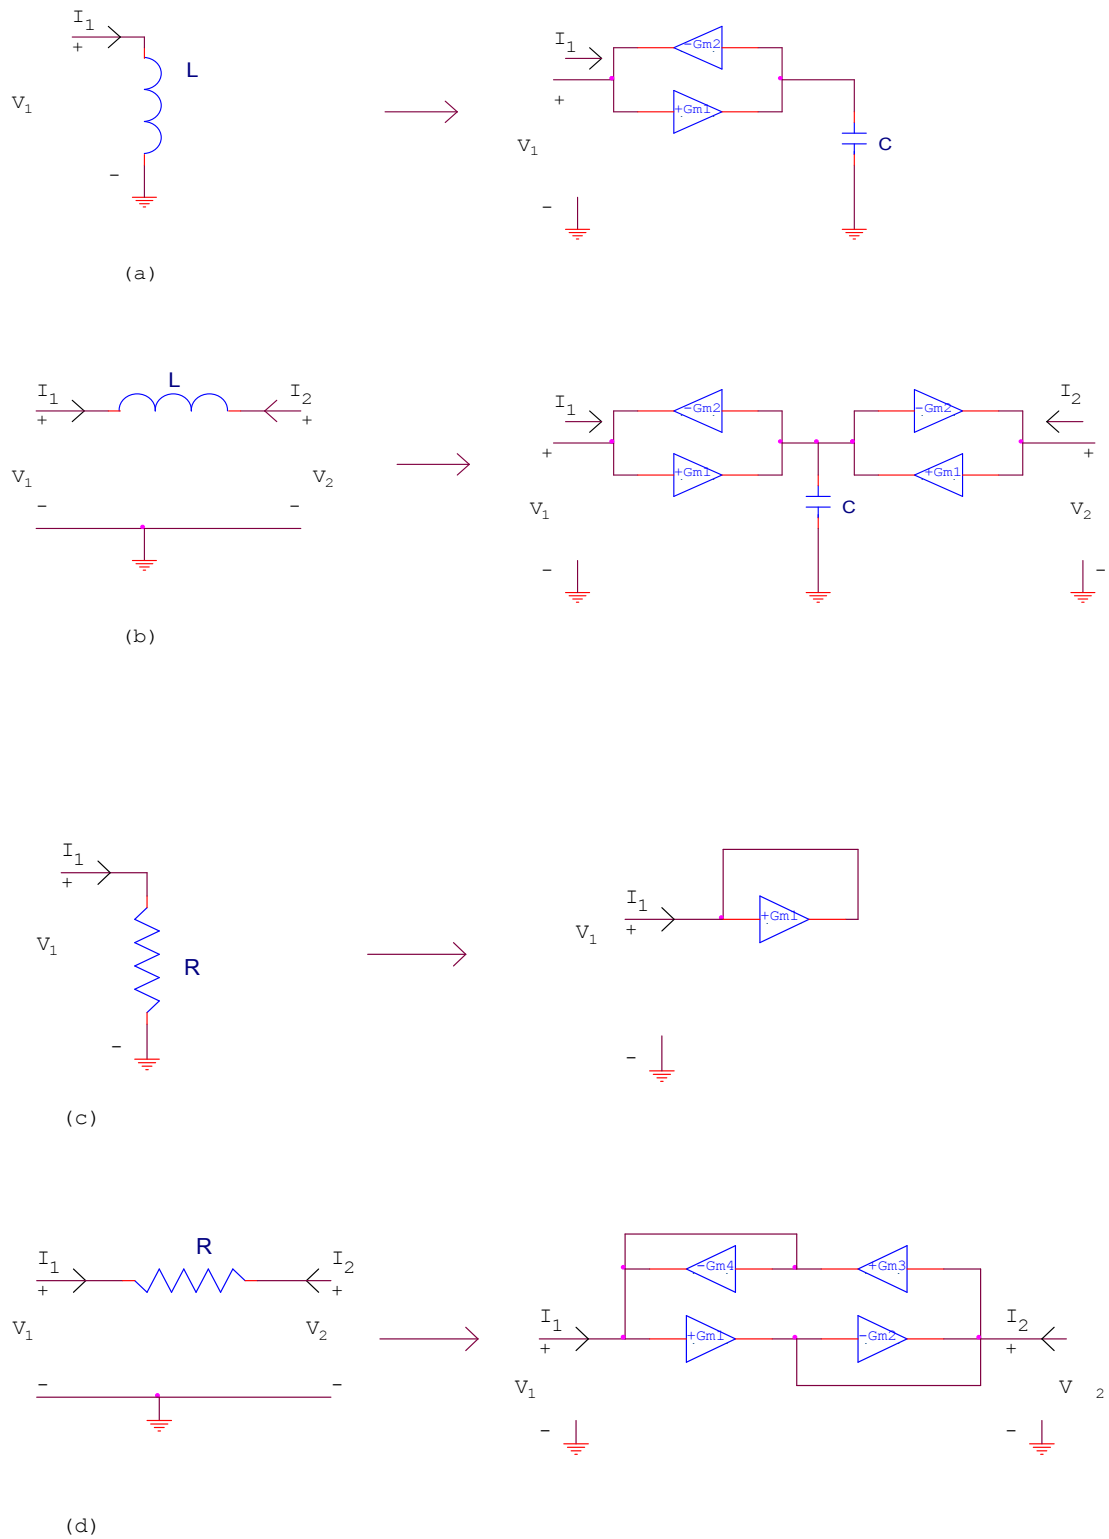 I1
+
L
V1
-
(a)
I1
-Gm2
+
+Gm1
V1
C
-
I1
L
I2
+
+
V1
V2
-
-
(b)
I1
-Gm2
-Gm2
I2
+
+Gm1
+Gm1
+
V1
C
V2
-
-
I1
+
V1
R
-
(c)
I1
+Gm1
V1
+
-
I1
R
I2
+
+
V1
V2
-
-
(d)
-Gm4
+Gm3
I1
+Gm1
-Gm2
I2
+
+
V1
V 2
-
-